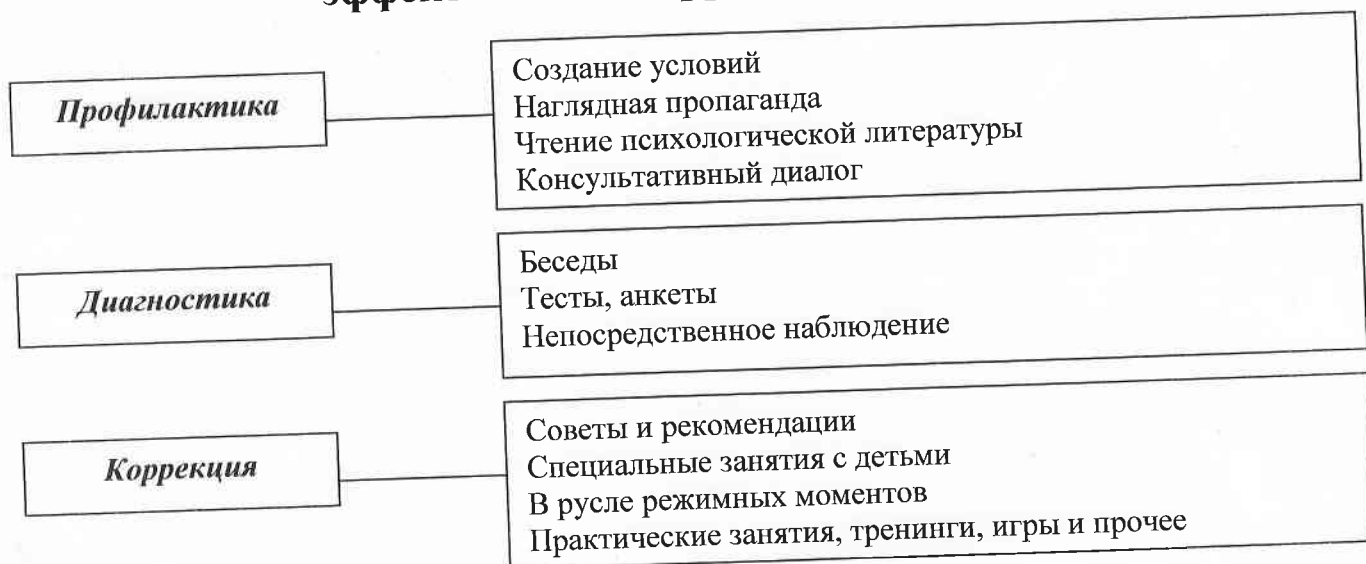 Профилактика
Создание условий
Наглядная пропаганда
Чтение психологической литературы
Консультативный диалог
Диагностика
Беседы
Тесты, анкеты
Непосредственное наблюдение
Коррекция
Советы и рекомендации
Специальные занятия с детьми
В русле режимных моментов
Практические занятия, тренинги, игры и прочее